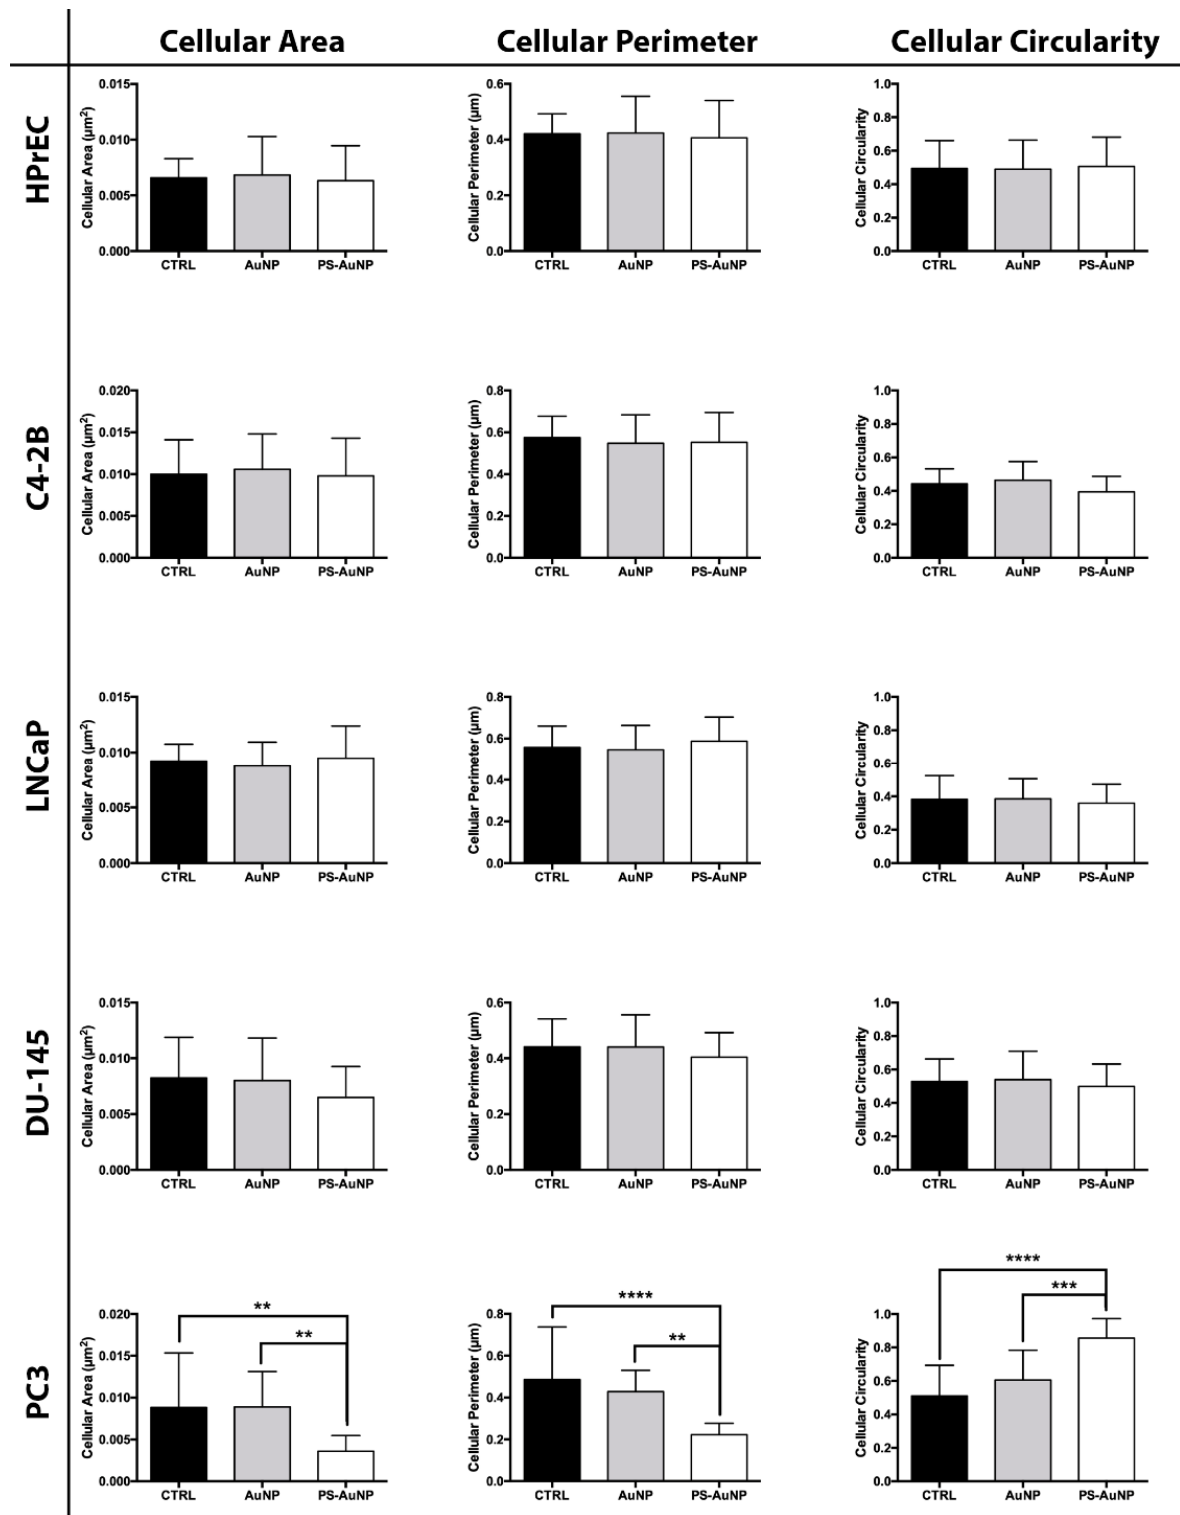 Cellular Area
Cellular Perimeter
Cellular Circularity
HPrEC
Cellular Area (µm²)
0.015
0.010
0.005
0.000
CTRL AuNP PS-AuNP
Cellular Perimeter (µm)
0.6
0.4
0.2
0.0
CTRL AuNP PS-AuNP
Cellular Circularity
1.0
0.8
0.6
0.4
0.2
0.0
CTRL AuNP PS-AuNP
C4-2B
Cellular Area (µm²)
0.020
0.015
0.010
0.005
0.000
CTRL AuNP PS-AuNP
Cellular Perimeter (µm)
0.8
0.6
0.4
0.2
0.0
CTRL AuNP PS-AuNP
Cellular Circularity
1.0
0.8
0.6
0.4
0.2
0.0
CTRL AuNP PS-AuNP
LNCaP
Cellular Area (µm²)
0.015
0.010
0.005
0.000
CTRL AuNP PS-AuNP
Cellular Perimeter (µm)
0.8
0.6
0.4
0.2
0.0
CTRL AuNP PS-AuNP
Cellular Circularity
1.0
0.8
0.6
0.4
0.2
0.0
CTRL AuNP PS-AuNP
DU-145
Cellular Area (µm²)
0.015
0.010
0.005
0.000
CTRL AuNP PS-AuNP
Cellular Perimeter (µm)
0.6
0.4
0.2
0.0
CTRL AuNP PS-AuNP
Cellular Circularity
1.0
0.8
0.6
0.4
0.2
0.0
CTRL AuNP PS-AuNP
PC3
Cellular Area (µm²)
0.020
0.015
0.010
0.005
0.000
**
**
CTRL AuNP PS-AuNP
Cellular Perimeter (µm)
0.8
0.6
0.4
0.2
0.0
****
**
CTRL AuNP PS-AuNP
Cellular Circularity
1.0
0.8
0.6
0.4
0.2
0.0
****
***
CTRL AuNP PS-AuNP